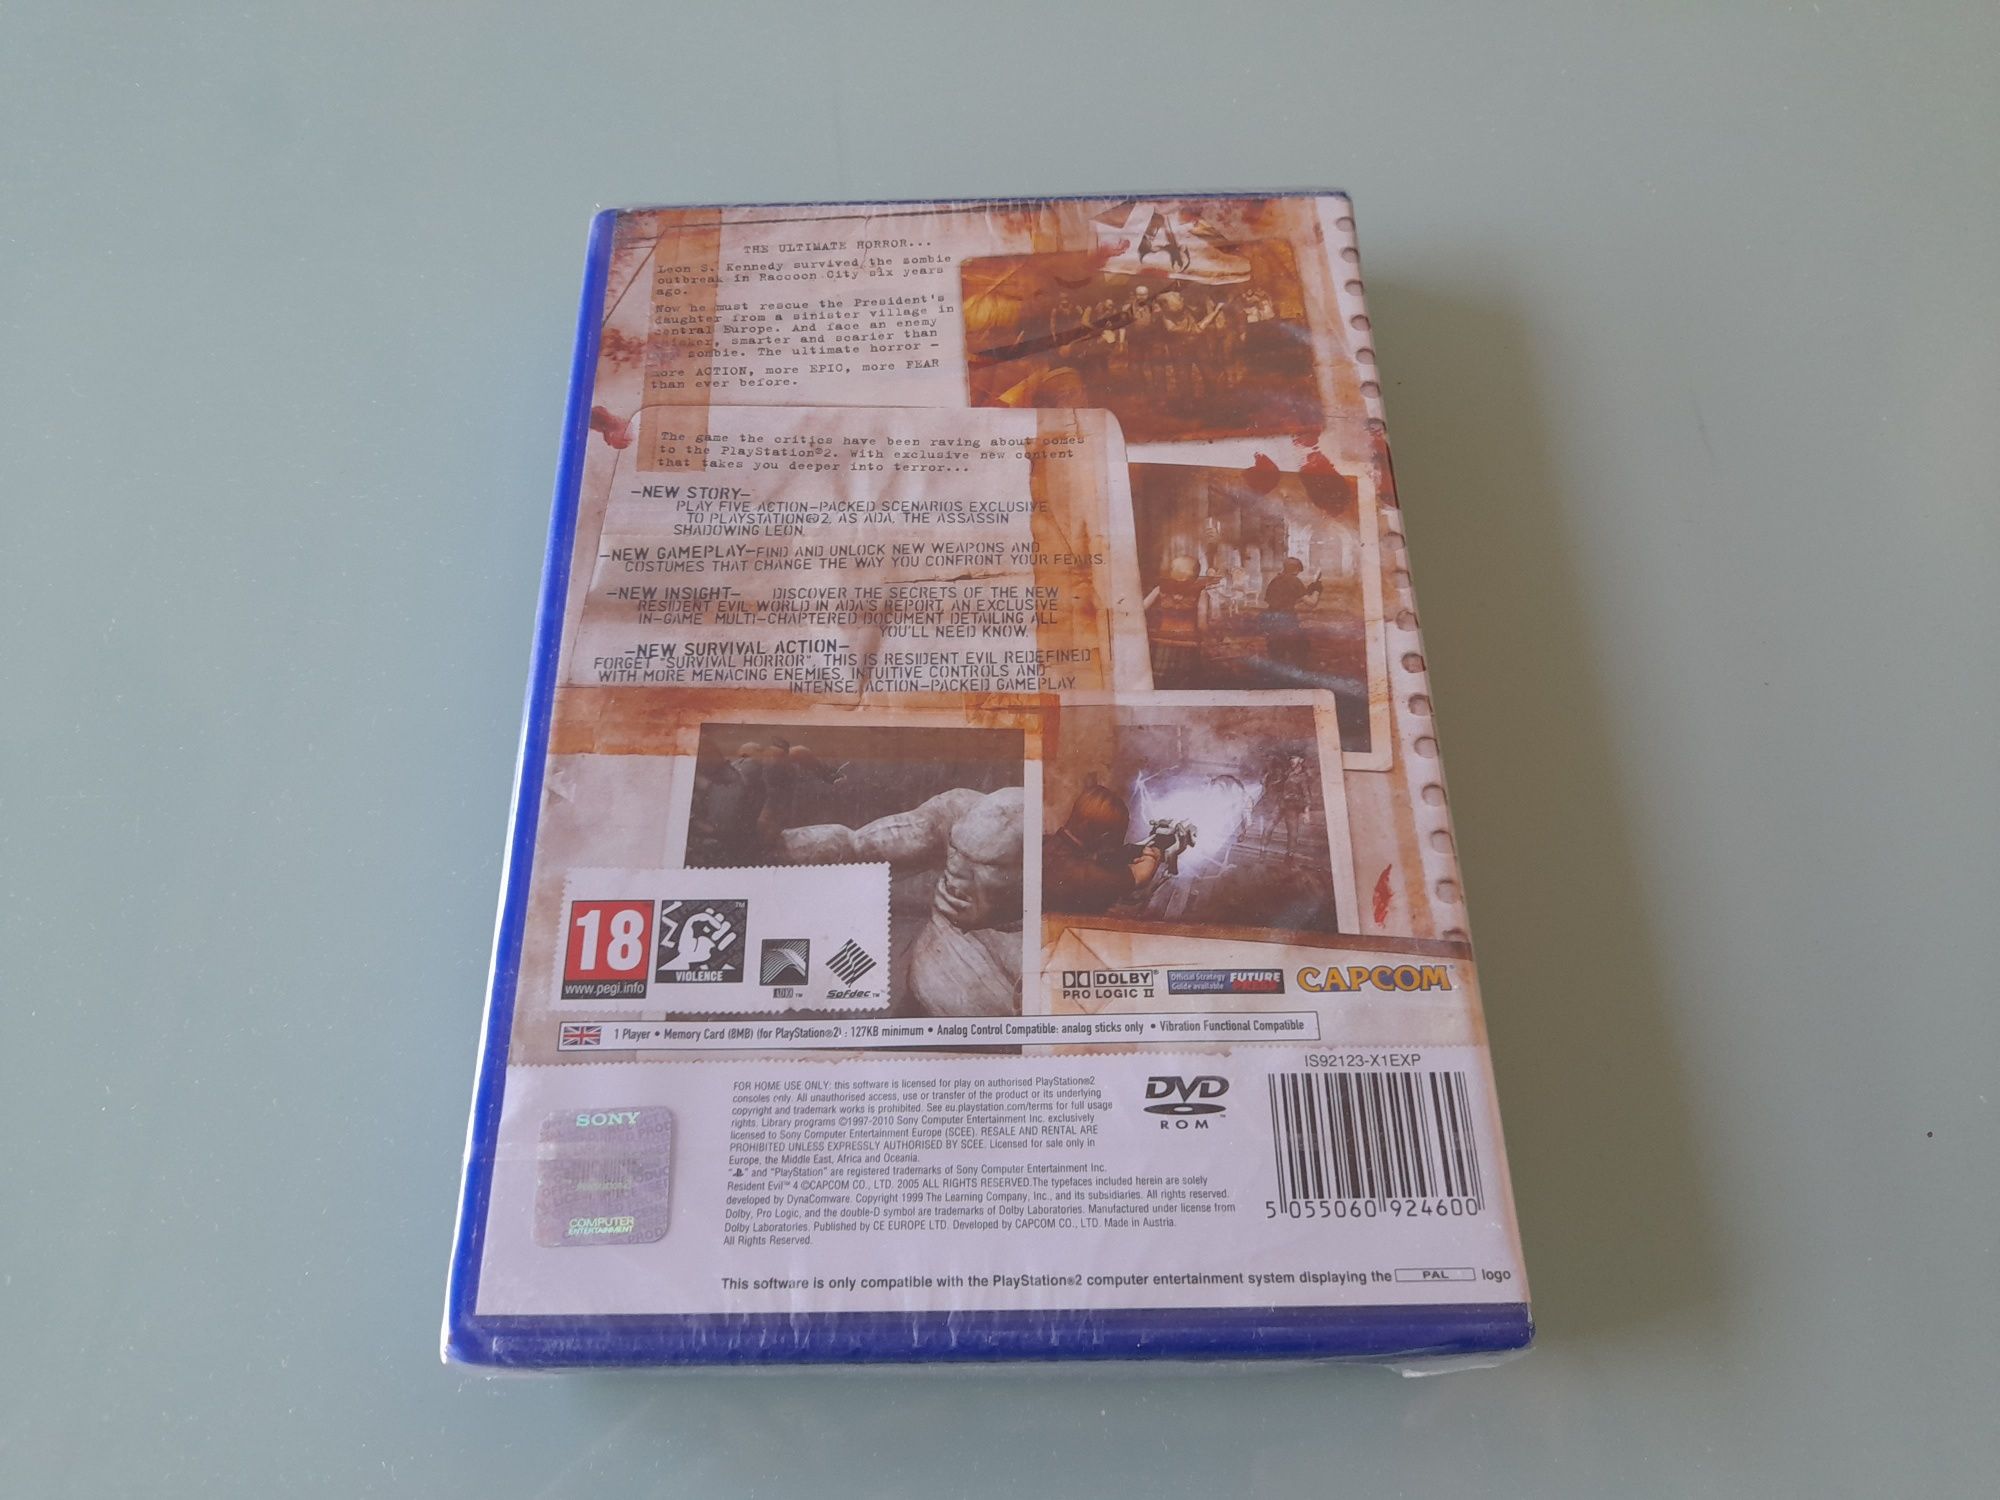 THE ULTIMATE HORROR...
Leon S. Kennedy survived the zombie
outbreak in Raccoon City six years
ago.
Now he must rescue the President's
daughter from a sinister village in
central Europe. And face an enemy
smarter and scarier than
zombie. The ultimate horror -
more ACTION, more EPIC, more FEAR
than ever before.
The game the critics have been raving about comes
to the PlayStation®2. With exclusive new content
that takes you deeper into terror...
-NEW STORY-
PLAY FIVE ACTION-PACKED SCENARIOS EXCLUSIVE
TO PLAYSTATION®2, AS ADA, THE ASSASSIN
SHADOWING LEON.
-NEW GAMEPLAY-FIND AND UNLOCK NEW WEAPONS AND
COSTUMES THAT CHANGE THE WAY YOU CONFRONT YOUR FEARS.
-NEW INSIGHT- DISCOVER THE SECRETS OF THE NEW
RESIDENT EVIL WORLD IN ADA'S REPORT, AN EXCLUSIVE
IN-GAME MULTI-CHAPTERED DOCUMENT DETAILING ALL
YOU'LL NEED KNOW.
-NEW SURVIVAL ACTION-
FORGET "SURVIVAL HORROR", THIS IS RESIDENT EVIL REDEFINED
WITH MORE MENACING ENEMIES, INTUITIVE CONTROLS AND
INTENSE, ACTION-PACKED GAMEPLAY.
18
www.pegi.info
VIOLENCE
TM
ADX TM
Sofdec TM
DOLBY®
PRO LOGIC II
Official Strategy
Guide available
FUTURE
PRESS
CAPCOM
1 Player • Memory Card (8MB) (for PlayStation®2) : 127KB minimum • Analog Control Compatible: analog sticks only • Vibration Functional Compatible
IS92123-X1EXP
FOR HOME USE ONLY: this software is licensed for play on authorised PlayStation®2
consoles only. All unauthorised access, use or transfer of the product or its underlying
copyright and trademark works is prohibited. See eu.playstation.com/terms for full usage
rights. Library programs ©1997-2010 Sony Computer Entertainment Inc. exclusively
licensed to Sony Computer Entertainment Europe (SCEE). RESALE AND RENTAL ARE
PROHIBITED UNLESS EXPRESSLY AUTHORISED BY SCEE. Licensed for sale only in
Europe, the Middle East, Africa and Oceania.
" " and "PlayStation" are registered trademarks of Sony Computer Entertainment Inc.
Resident Evil™ 4 ©CAPCOM CO., LTD. 2005 ALL RIGHTS RESERVED.The typefaces included herein are solely
developed by DynaComware. Copyright 1999 The Learning Company, Inc., and its subsidiaries. All rights reserved.
Dolby, Pro Logic, and the double-D symbol are trademarks of Dolby Laboratories. Manufactured under license from
Dolby Laboratories. Published by CE EUROPE LTD. Developed by CAPCOM CO., LTD. Made in Austria.
All Rights Reserved.
DVD
ROM
SONY
COMPUTER
ENTERTAINMENT
5 055060 924600
This software is only compatible with the PlayStation®2 computer entertainment system displaying the PAL logo